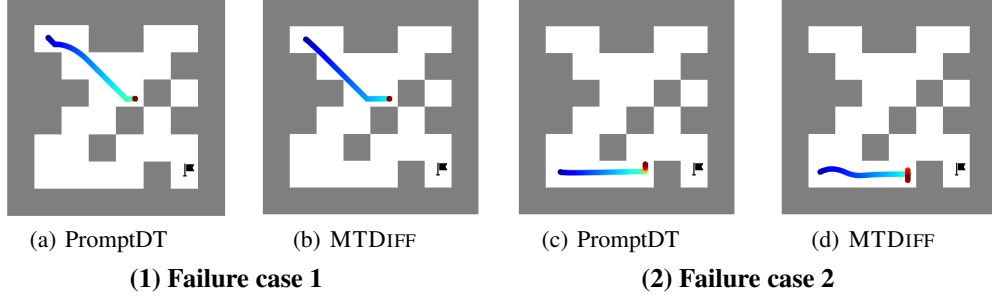 (a) PromptDT
(b) MTDIFF
(c) PromptDT
(d) MTDIFF
(1) Failure case 1
(2) Failure case 2